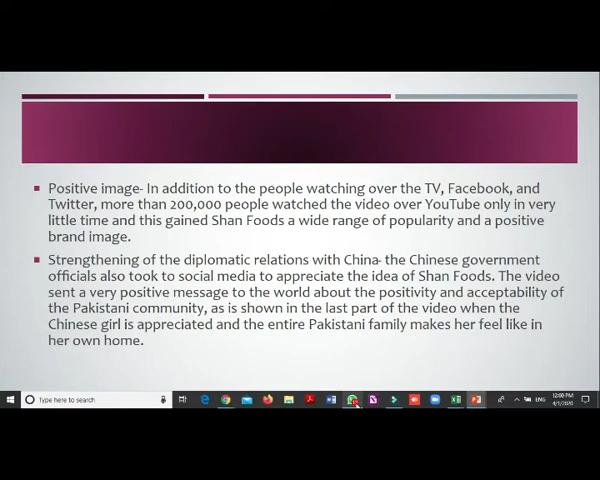 Positive image- In addition to the people watching over the TV, Facebook, and
Twitter, more than 200,000 people watched the video over YouTube only in very
little time and this gained Shan Foods a wide range of popularity and a positive
brand image.
Strengthening of the diplomatic relations with China- the Chinese government
officials also took to social media to appreciate the idea of Shan Foods. The video
sent a very positive message to the world about the positivity and acceptability of
the Pakistani community, as is shown in the last part of the video when the
Chinese girl is appreciated and the entire Pakistani family makes her feel like in
her own home.
Type here to search
ENG
12:00 PM
4/1/2020